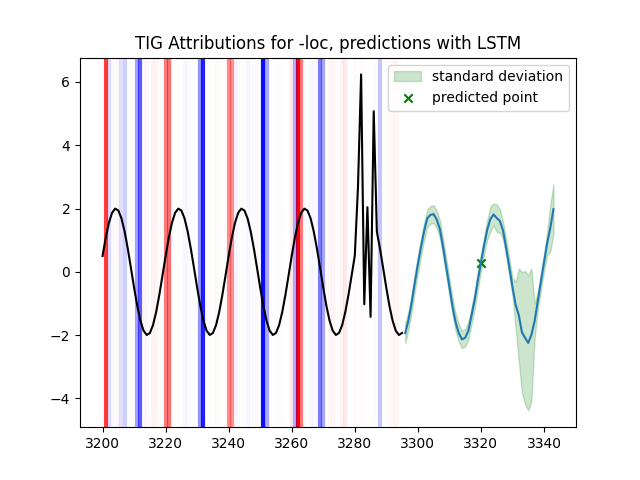 TIG Attributions for -loc, predictions with LSTM
standard deviation
predicted point
6
4
2
0
−2
−4
3200 3220 3240 3260 3280 3300 3320 3340